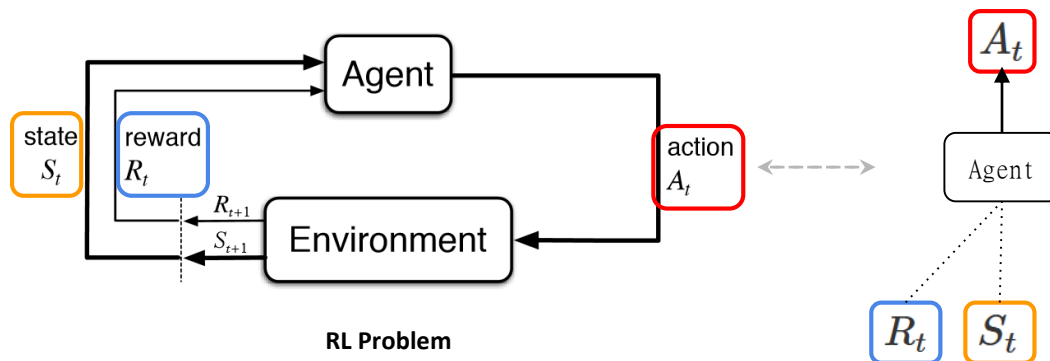 Agent
state
S_t
reward
R_t
R_{t+1}
S_{t+1}
Environment
action
A_t
RL Problem
A_t
Agent
R_t
S_t